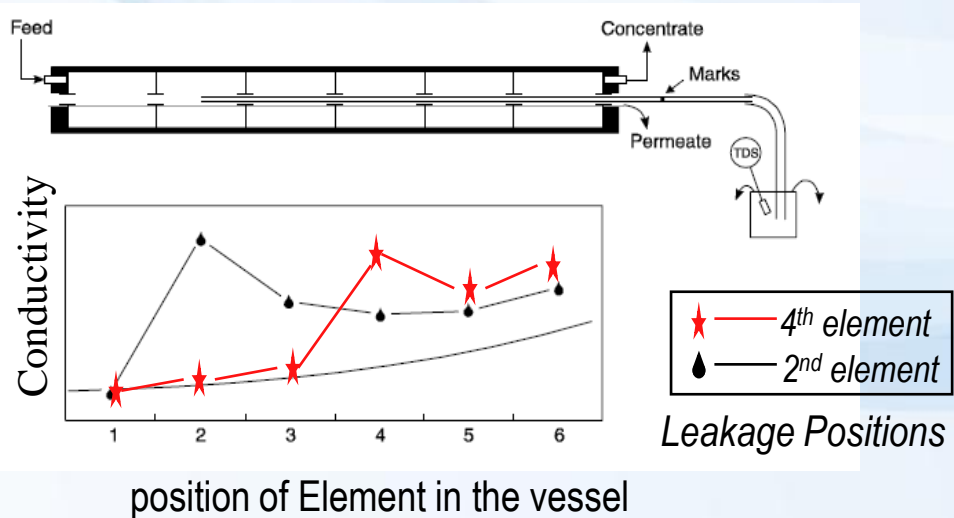 Feed
Concentrate
Marks
Permeate
TDS
Conductivity
1 2 3 4 5 6
position of Element in the vessel
4th element
2nd element
Leakage Positions